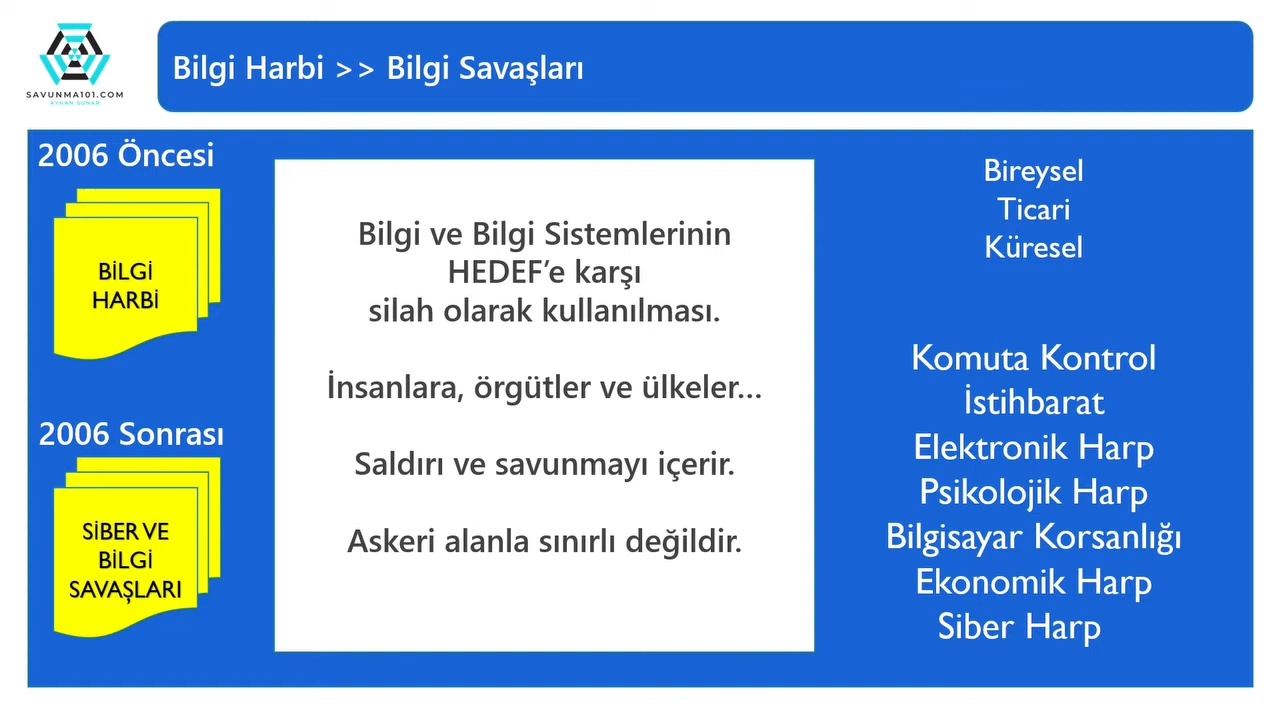 SAVUNMA101.COM
AYHAN SUNAR
Bilgi Harbi >> Bilgi Savaşları
2006 Öncesi
BİLGİ
HARBİ
2006 Sonrası
SİBER VE
BİLGİ
SAVAŞLARI
Bilgi ve Bilgi Sistemlerinin
HEDEF’e karşı
silah olarak kullanılması.
İnsanlara, örgütler ve ülkeler...
Saldırı ve savunmayı içerir.
Askeri alanla sınırlı değildir.
Bireysel
Ticari
Küresel
Komuta Kontrol
İstihbarat
Elektronik Harp
Psikolojik Harp
Bilgisayar Korsanlığı
Ekonomik Harp
Siber Harp